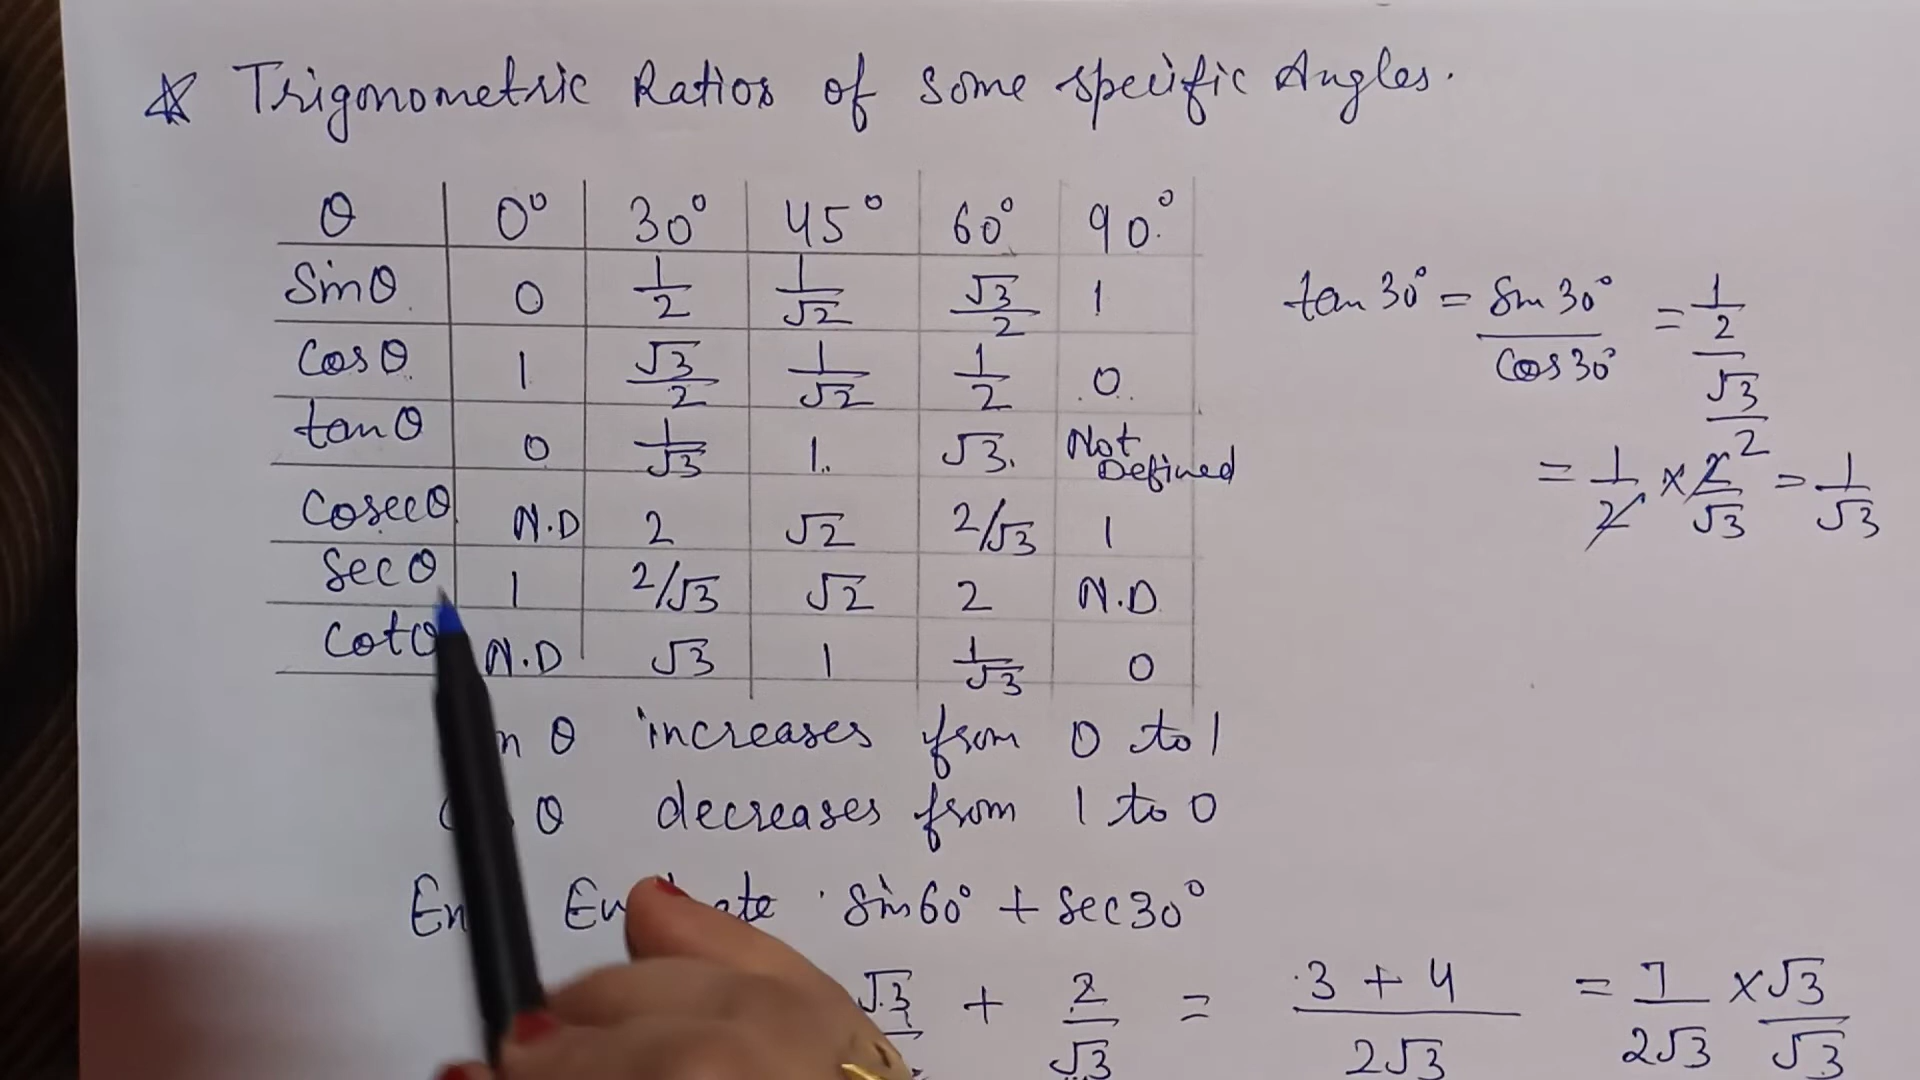 ☆ Trigonometric Ratios of some specific Angles.
θ 0° 30° 45° 60° 90°
Sinθ 0 1/2 1/√2 √3/2 1
Cosθ 1 √3/2 1/√2 1/2 0
tanθ 0 1/√3 1 √3 Not Defined
Cosecθ N.D 2 √2 2/√3 1
Secθ 1 2/√3 √2 2 N.D
Cotθ N.D √3 1 1/√3 0
θ increases from 0 to 1
θ decreases from 1 to 0
Sin60° + Sec30°
√3 + 2/√3 = 3 + 4/2√3 = 7/2√3 × √3/√3
tan 30° = Sin 30°/Cos 30° = 1/2/√3/2
= 1/2 × 2/√3 = 1/√3